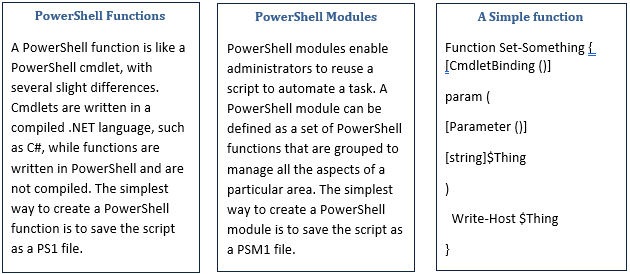 PowerShell Functions
A PowerShell function is like a
PowerShell cmdlet, with
several slight differences.
Cmdlets are written in a
compiled .NET language, such
as C#, while functions are
written in PowerShell and are
not compiled. The simplest
way to create a PowerShell
function is to save the script
as a PS1 file.
PowerShell Modules
PowerShell modules enable
administrators to reuse a
script to automate a task. A
PowerShell module can be
defined as a set of PowerShell
functions that are grouped to
manage all the aspects of a
particular area. The simplest
way to create a PowerShell
module is to save the script as
a PSM1 file.
A Simple function
Function Set-Something {
[CmdletBinding ()]
param (
[Parameter ()]
[string]$Thing
)
Write-Host $Thing
}